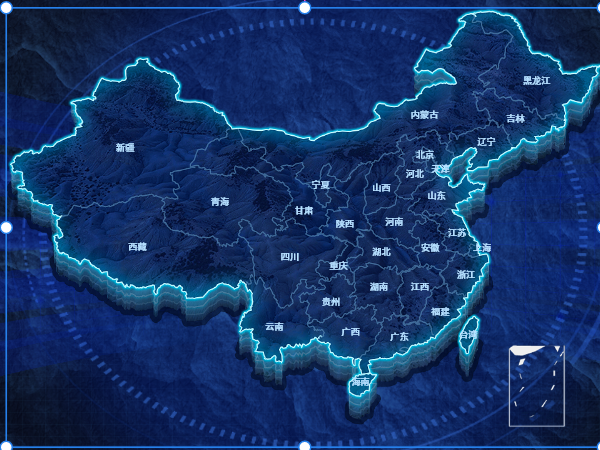 黑龙江
内蒙古
吉林
辽宁
新疆
北京
天津
河北
宁夏
山西
山东
青海
甘肃
陕西
河南
江苏
西藏
四川
湖北
安徽
上海
重庆
浙江
湖南
江西
贵州
福建
云南
广西
广东
台湾
海南